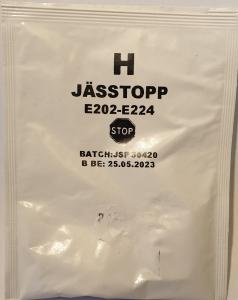 H
JÄSSTOPP
E202-E224
STOP
BATCH:JSP 30420
B BE: 25.05.2023